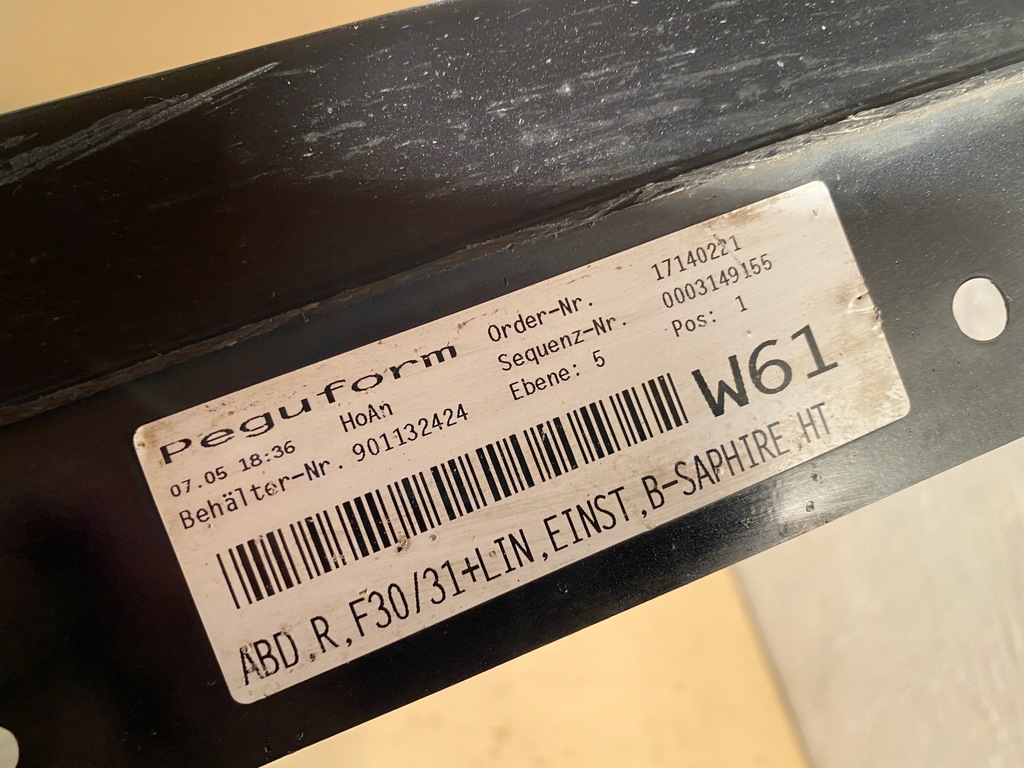 Peguform
Order-Nr. 17140221
07.05 18:36 HoAn
Sequenz-Nr. 0003149155
Behälter-Nr. 901132424
Ebene: 5 Pos: 1
W61
ABD,R,F30/31+LIN,EINST,B-SAPHIRE,HT